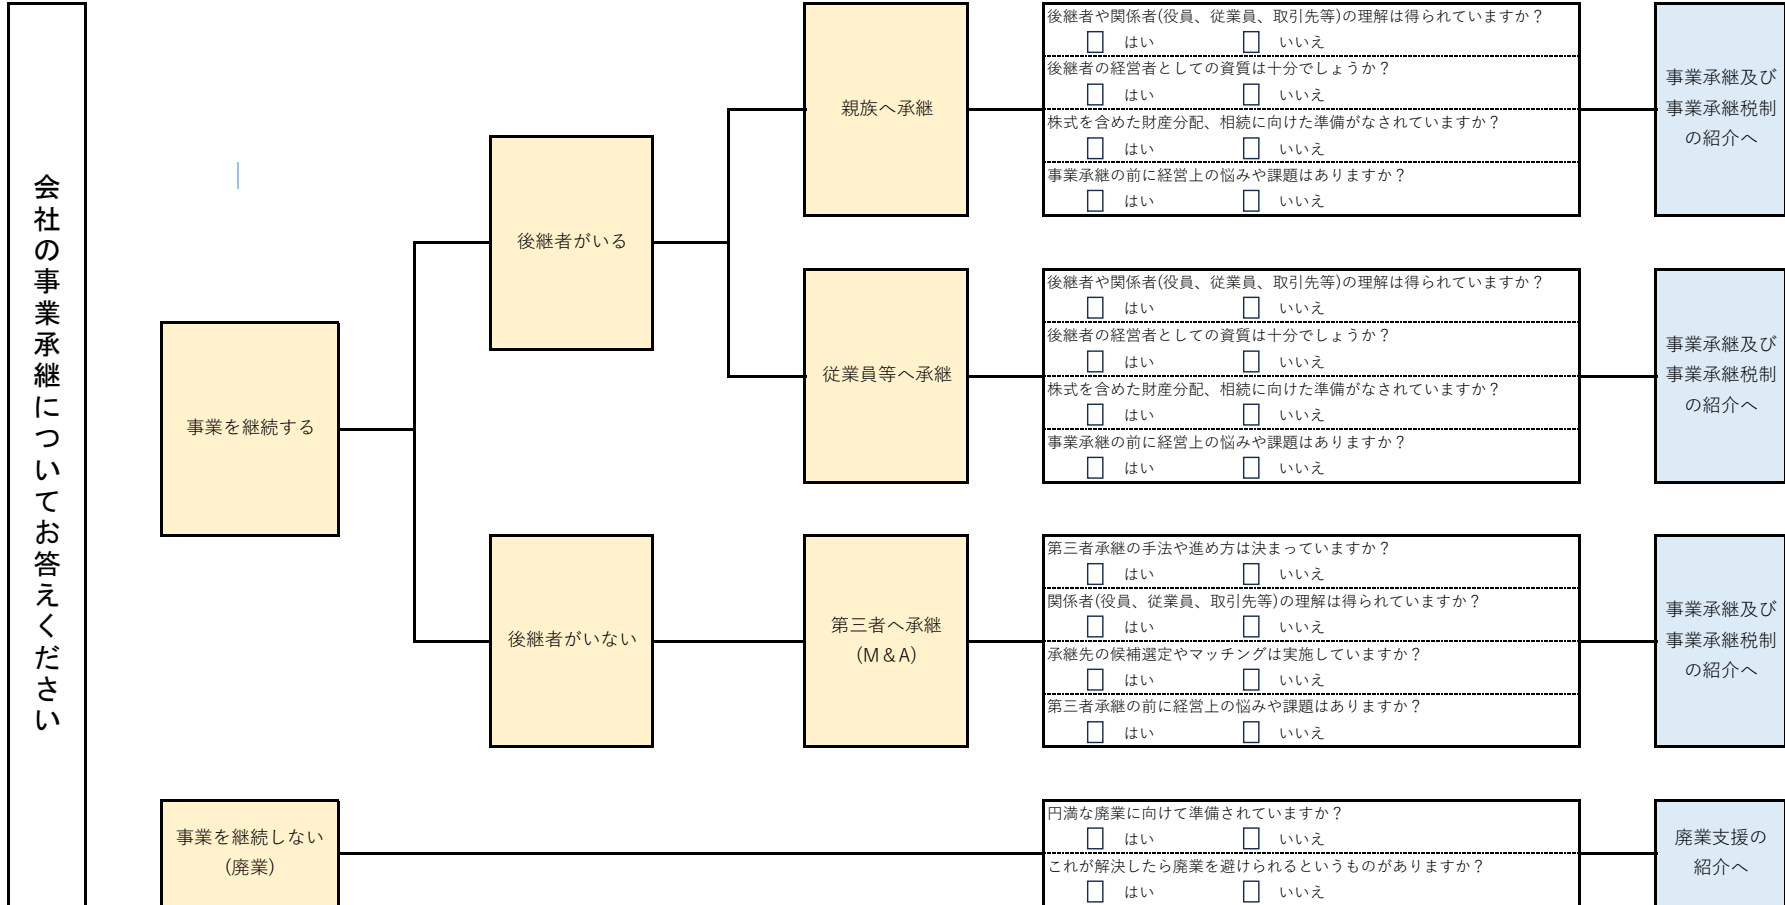 会社の事業承継についてお答えください
事業を継続する
後継者がいる
親族へ承継
後継者や関係者(役員、従業員、取引先等)の理解は得られていますか？
はい いいえ
後継者の経営者としての資質は十分でしょうか？
はい いいえ
株式を含めた財産分配、相続に向けた準備がなされていますか？
はい いいえ
事業承継の前に経営上の悩みや課題はありますか？
はい いいえ
事業承継及び
事業承継税制
の紹介へ
従業員等へ承継
後継者や関係者(役員、従業員、取引先等)の理解は得られていますか？
はい いいえ
後継者の経営者としての資質は十分でしょうか？
はい いいえ
株式を含めた財産分配、相続に向けた準備がなされていますか？
はい いいえ
事業承継の前に経営上の悩みや課題はありますか？
はい いいえ
事業承継及び
事業承継税制
の紹介へ
後継者がいない
第三者へ承継
(M＆A)
第三者承継の手法や進め方は決まっていますか？
はい いいえ
関係者(役員、従業員、取引先等)の理解は得られていますか？
はい いいえ
承継先の候補選定やマッチングは実施していますか？
はい いいえ
第三者承継の前に経営上の悩みや課題はありますか？
はい いいえ
事業承継及び
事業承継税制
の紹介へ
事業を継続しない
(廃業)
円満な廃業に向けて準備されていますか？
はい いいえ
これが解決したら廃業を避けられるというものがありますか？
はい いいえ
廃業支援の
紹介へ